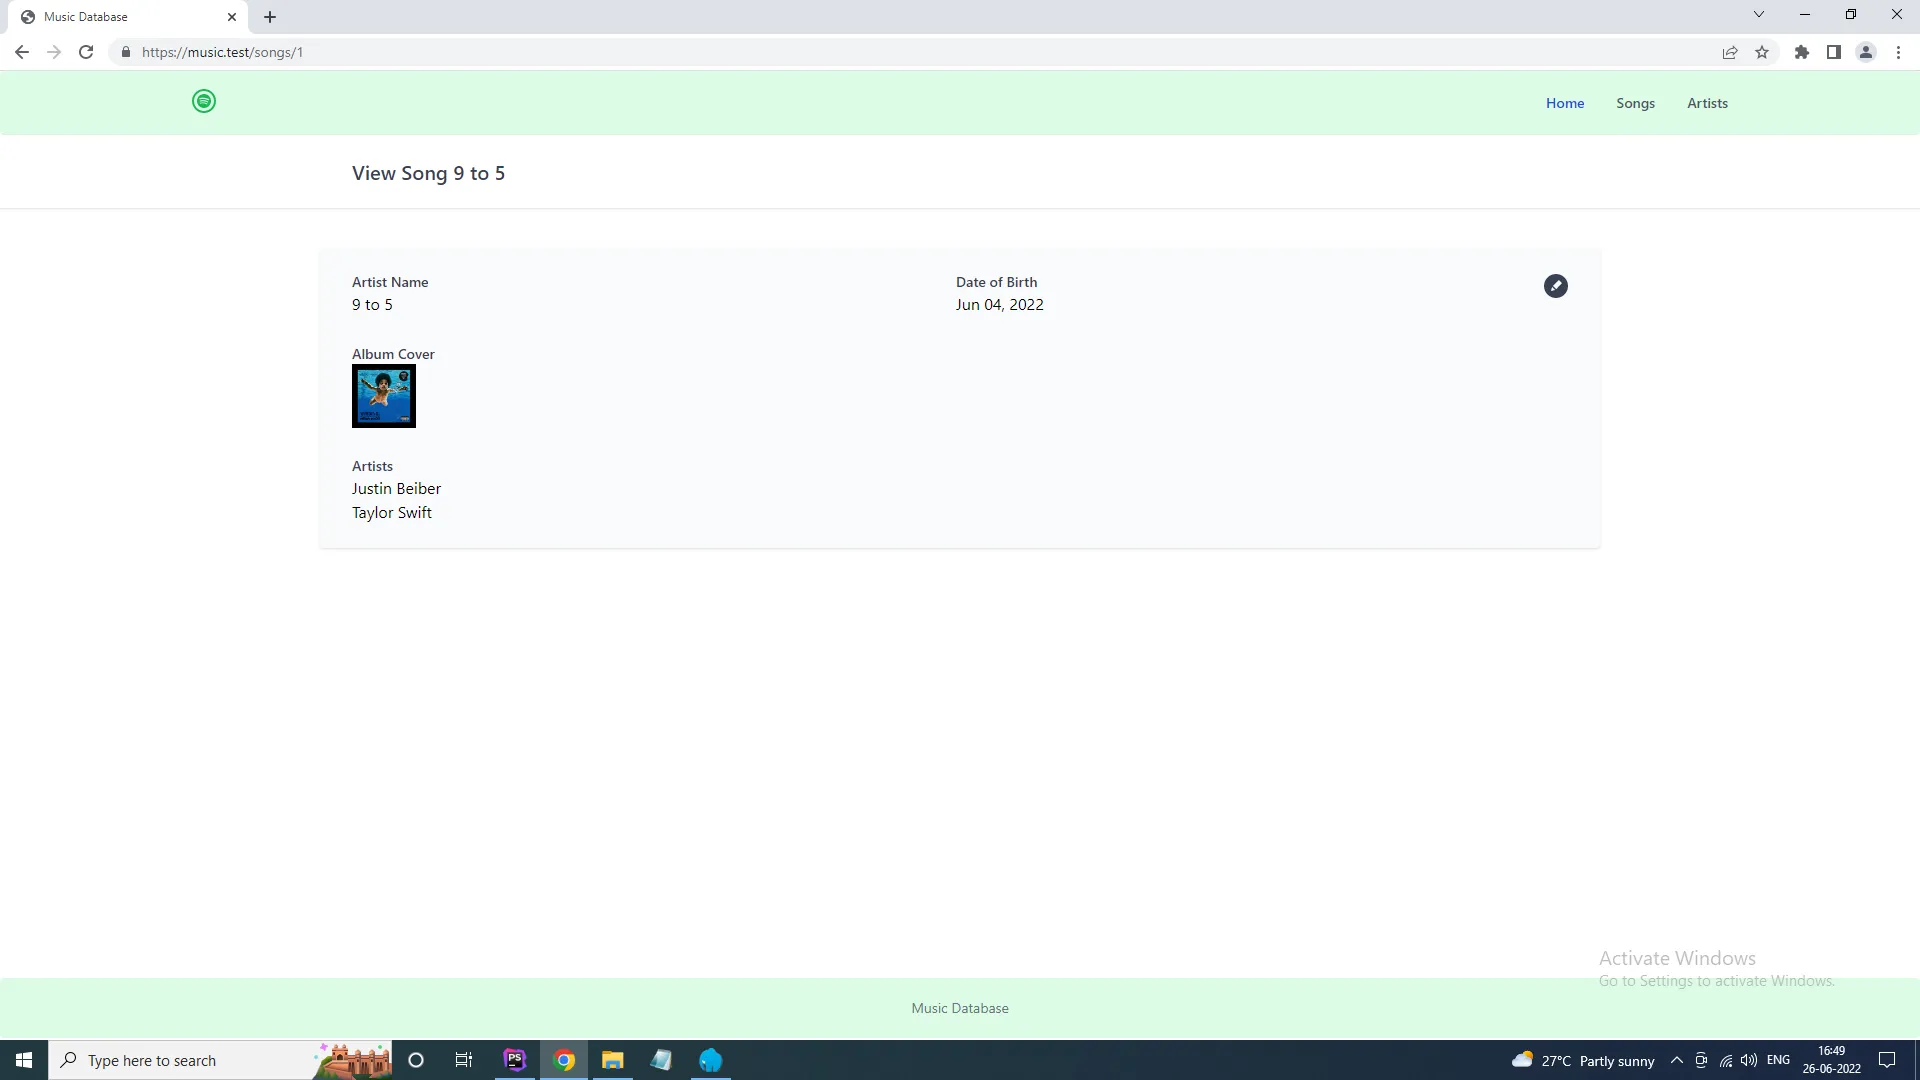 Music Database
https://music.test/songs/1
Home Songs Artists
View Song 9 to 5
Artist Name
9 to 5
Date of Birth
Jun 04, 2022
Album Cover
Artists
Justin Beiber
Taylor Swift
Activate Windows
Go to Settings to activate Windows.
Music Database
Type here to search
PS
27°C Partly sunny
ENG
16:49
26-06-2022